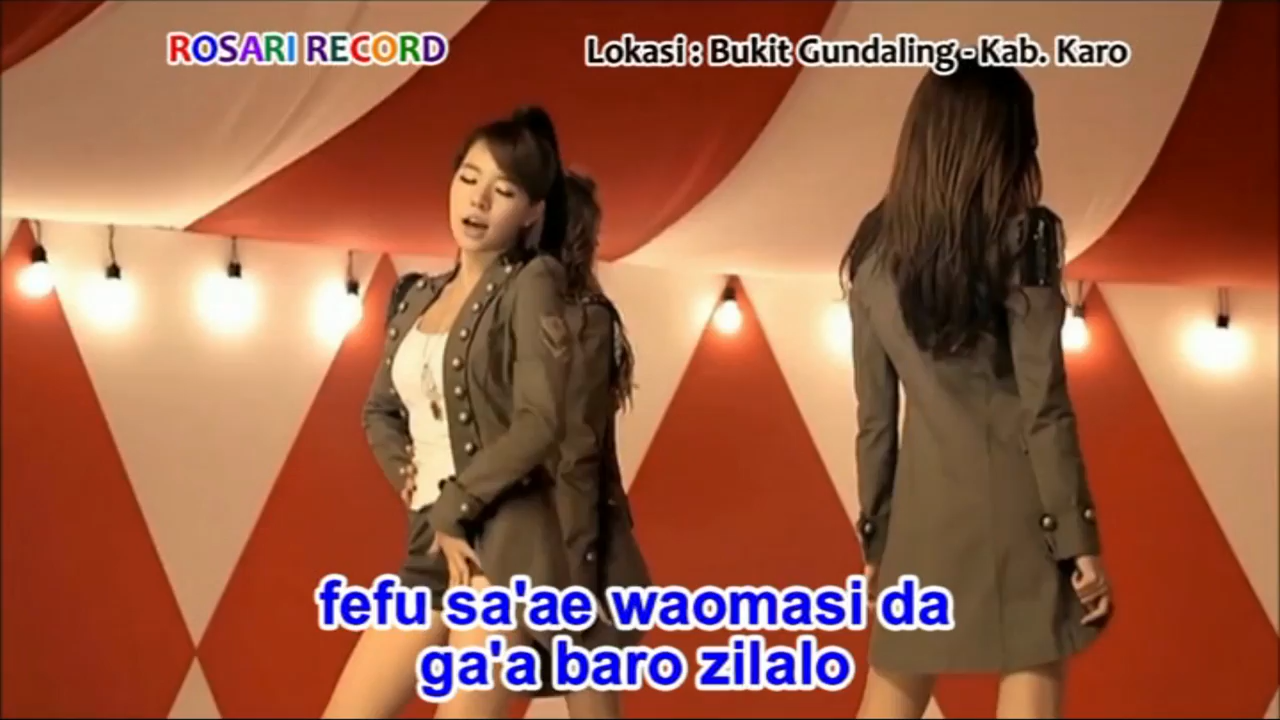 ROSARI RECORD
Lokasi : Bukit Gundaling - Kab. Karo
fefu sa'ae waomasi da
ga'a baro zilalo